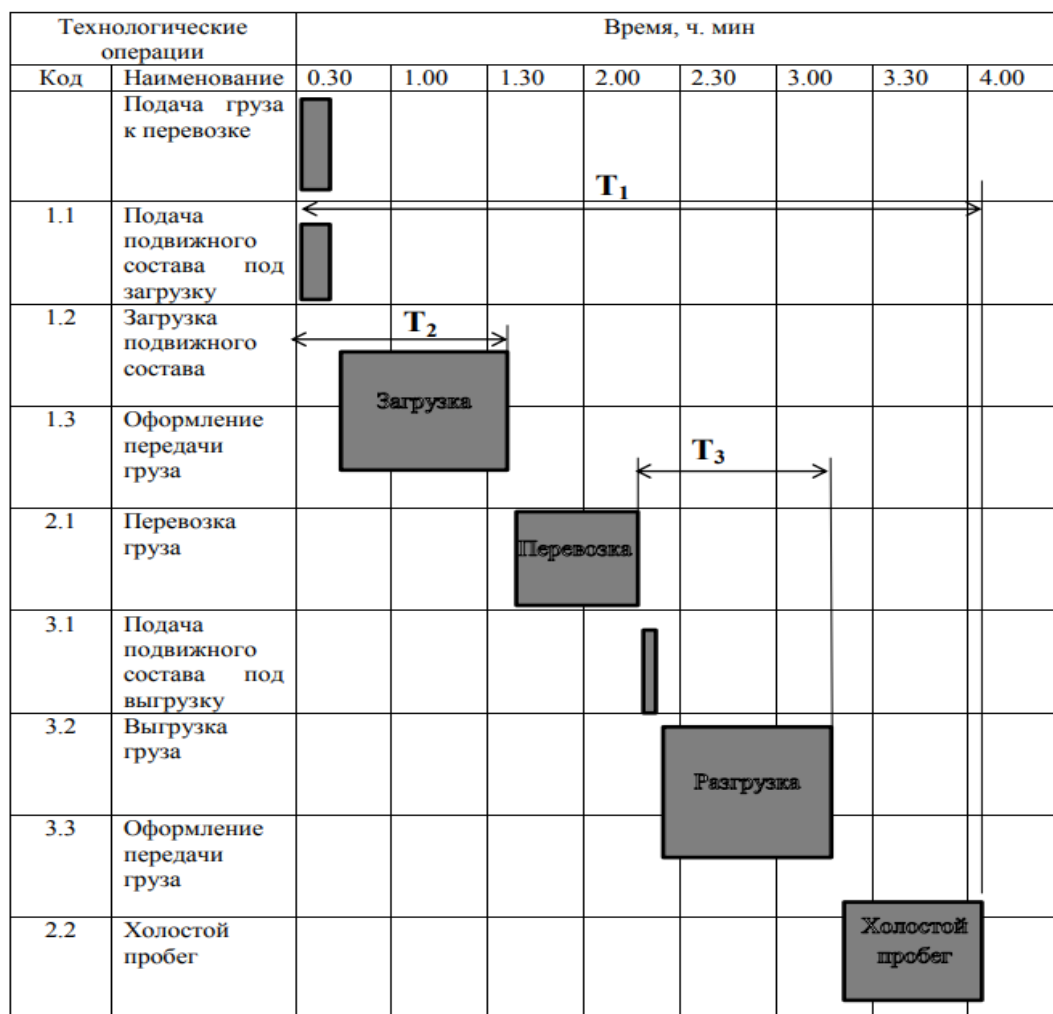 Технологические
операции
Время, ч. мин
Код Наименование 0.30 1.00 1.30 2.00 2.30 3.00 3.30 4.00
Подача груза
к перевозке
T1
1.1 Подача
подвижного
состава под
загрузку
1.2 Загрузка
подвижного
состава
T2
Загрузка
1.3 Оформление
передачи
груза
T3
2.1 Перевозка
груза
Перевозка
3.1 Подача
подвижного
состава под
выгрузку
3.2 Выгрузка
груза
Разгрузка
3.3 Оформление
передачи
груза
2.2 Холостой
пробег
Холостой
пробег